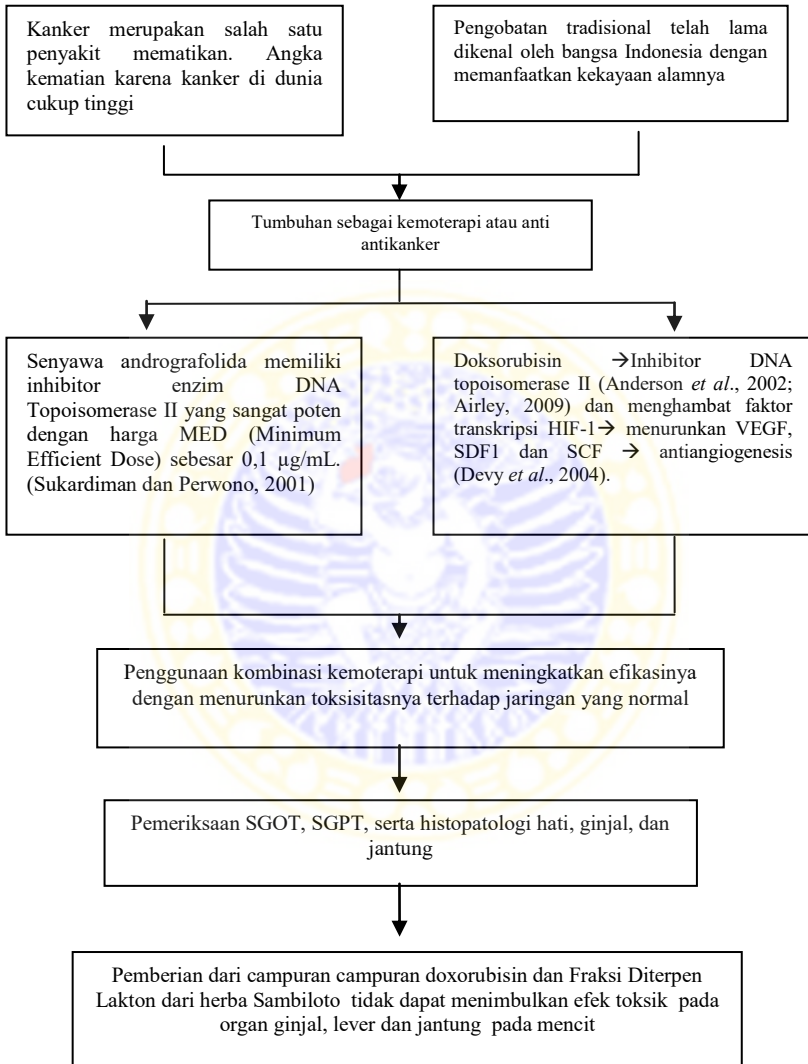 Kanker merupakan salah satu
penyakit mematikan. Angka
kematian karena kanker di dunia
cukup tinggi
Pengobatan tradisional telah lama
dikenal oleh bangsa Indonesia dengan
memanfaatkan kekayaan alamnya
Tumbuhan sebagai kemoterapi atau anti
antikanker
Senyawa andrografolida memiliki
inhibitor enzim DNA
Topoisomerase II yang sangat poten
dengan harga MED (Minimum
Efficient Dose) sebesar 0,1 µg/mL.
(Sukardiman dan Perwono, 2001)
Doksorubisin →Inhibitor DNA
topoisomerase II (Anderson et al., 2002;
Airley, 2009) dan menghambat faktor
transkripsi HIF-1→ menurunkan VEGF,
SDF1 dan SCF → antiangiogenesis
(Devy et al., 2004).
Penggunaan kombinasi kemoterapi untuk meningkatkan efikasinya
dengan menurunkan toksisitasnya terhadap jaringan yang normal
Pemeriksaan SGOT, SGPT, serta histopatologi hati, ginjal, dan
jantung
Pemberian dari campuran campuran doxorubisin dan Fraksi Diterpen
Lakton dari herba Sambiloto tidak dapat menimbulkan efek toksik pada
organ ginjal, lever dan jantung pada mencit